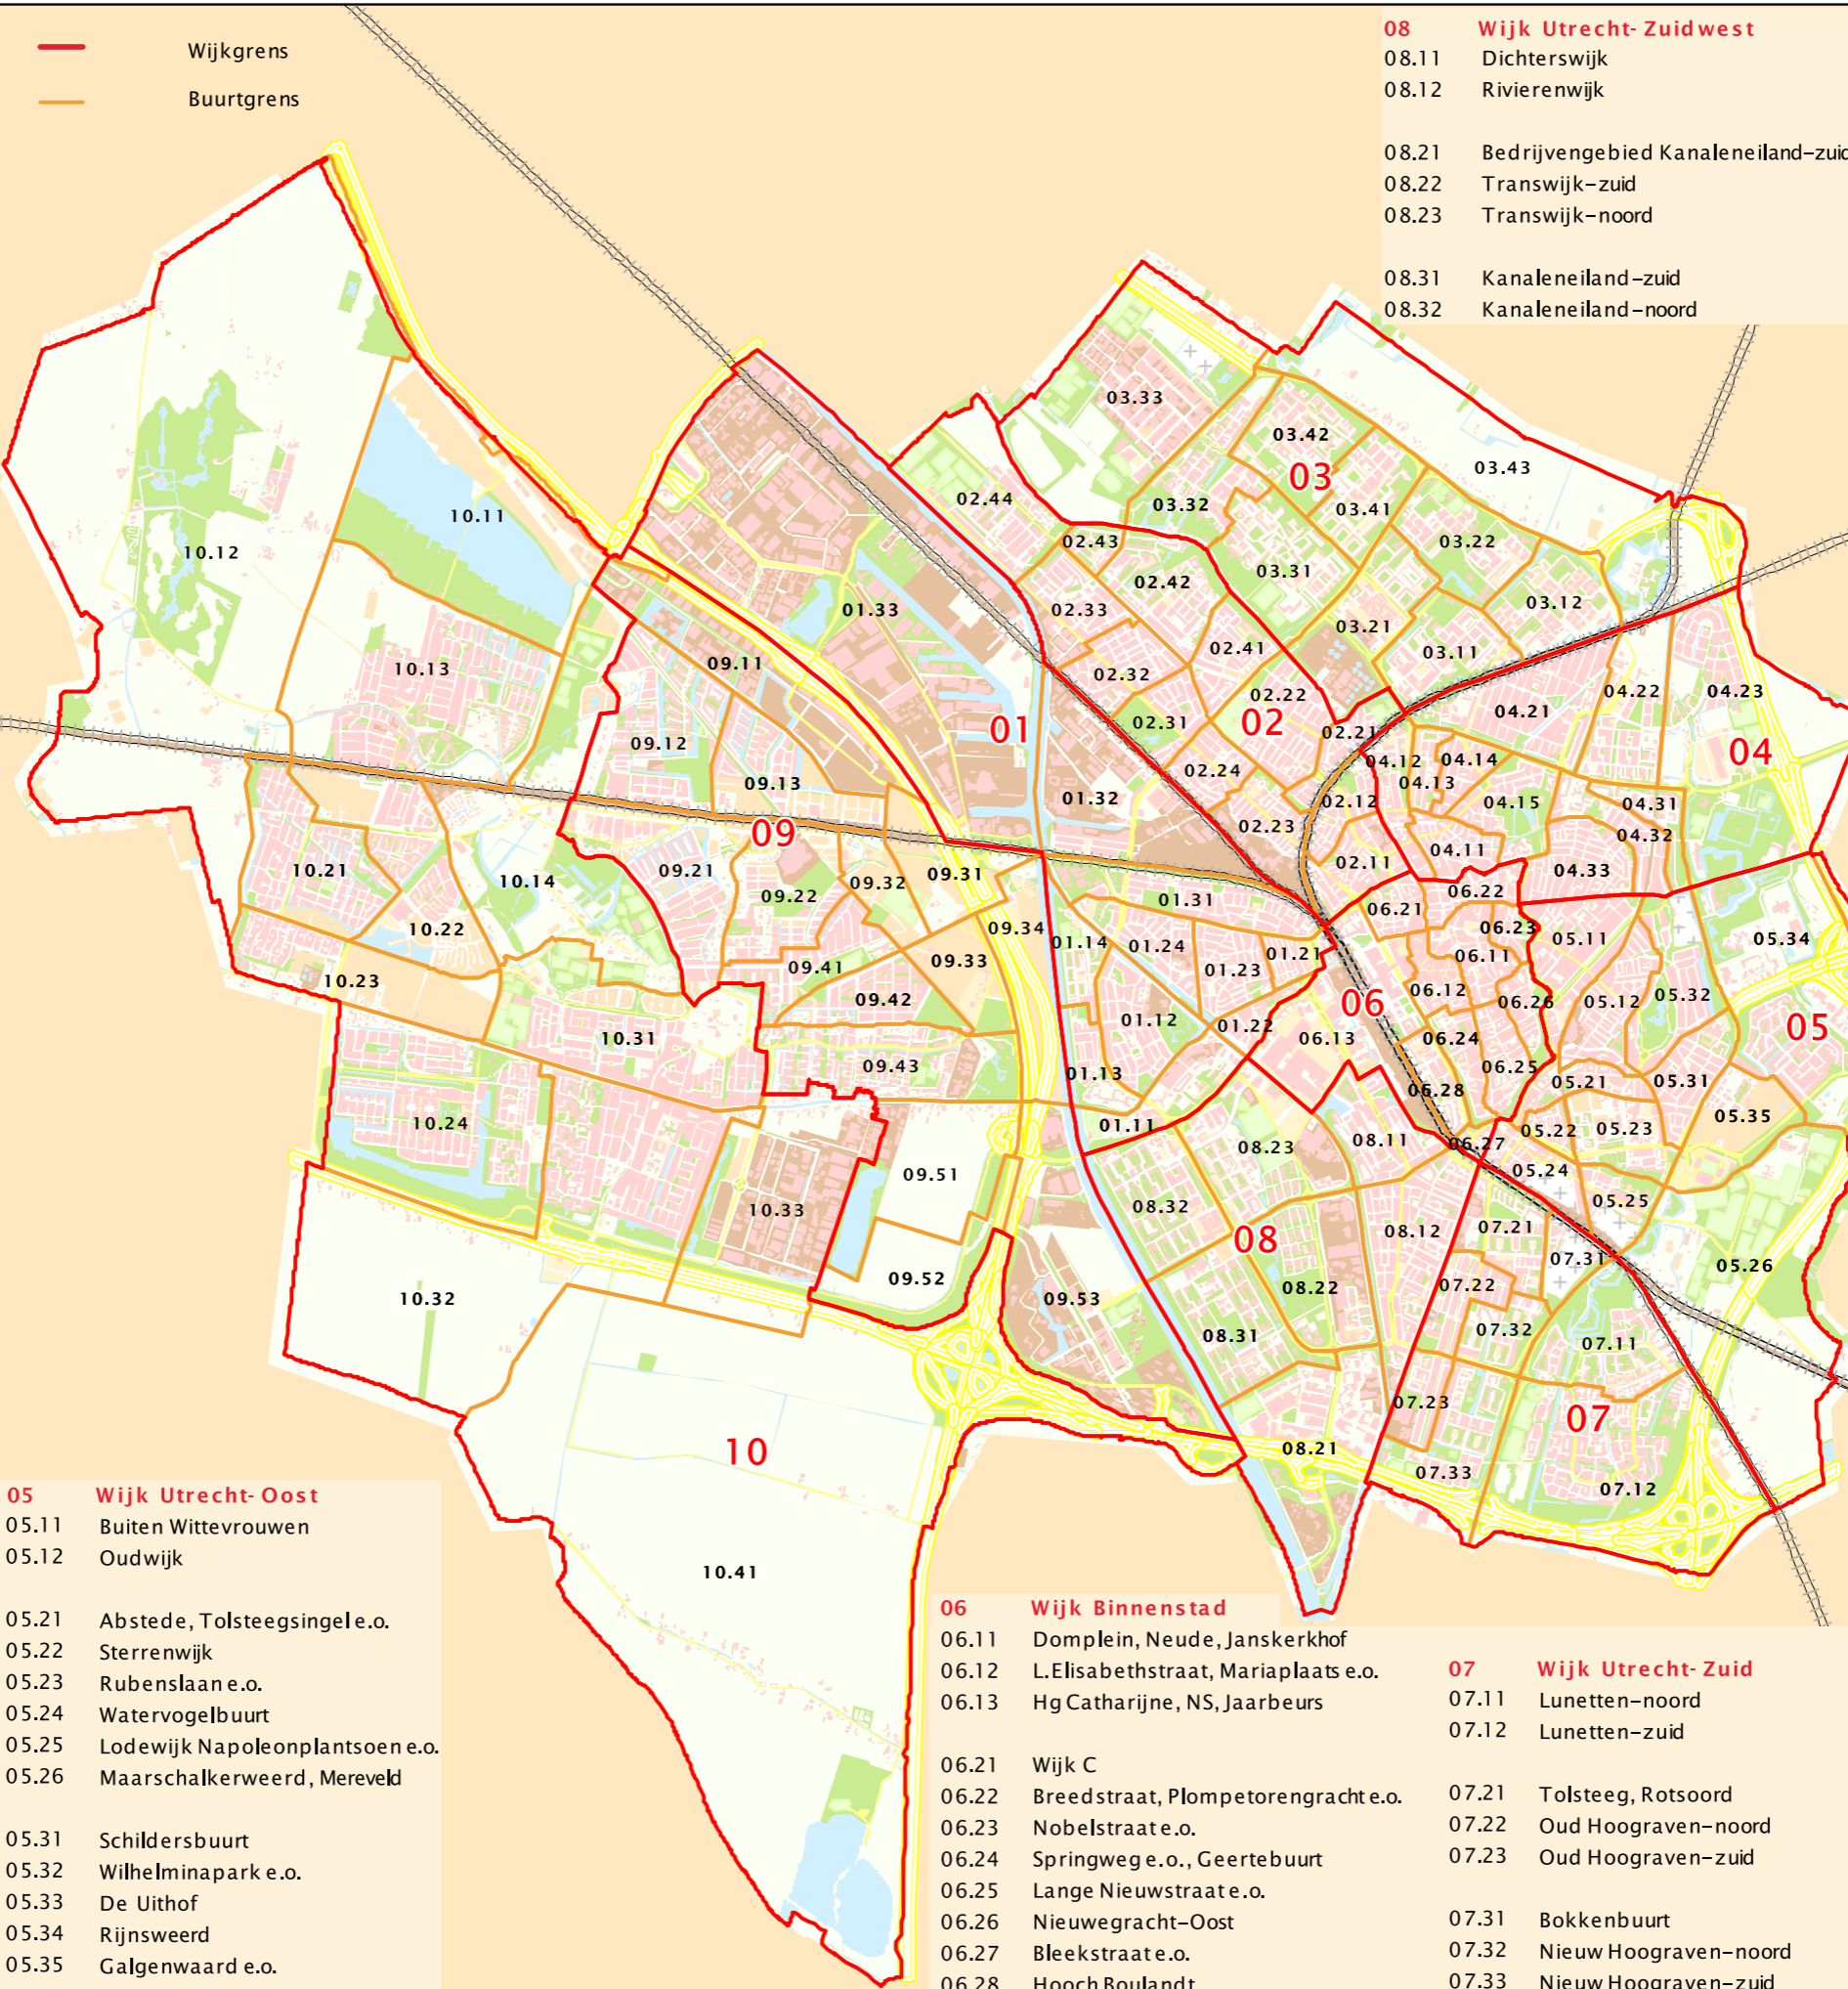 Wijkgrens
Buurtgrens
08 Wijk Utrecht-Zuidwest
08.11 Dichterswijk
08.12 Rivierenwijk
08.21 Bedrijvengebied Kanaleneiland-zuid
08.22 Transwijk-zuid
08.23 Transwijk-noord
08.31 Kanaleneiland-zuid
08.32 Kanaleneiland-noord
03.33
03.42
03
03.43
02.44
03.32
03.41
10.11
02.43
03.22
10.12
02.42
03.31
01.33
02.33
03.12
03.21
09.11
02.41
03.11
10.13
02.32
02.22
04.22
04.23
04.21
01
02.31
02
02.21
04
09.12
04.12
04.14
02.24
09.13
04.13
01.32
02.12
04.15
04.31
02.23
04.32
09
04.11
02.11
10.21
09.21
04.33
09.31
10.14
09.32
06.22
09.22
01.31
06.21
10.22
09.34
06.23
01.14
01.24
05.11
05.34
01.21
06.11
09.33
09.41
01.23
10.23
06.12
05.32
09.42
06.26
05.12
06
01.12
01.22
05
10.31
06.13
06.24
09.43
06.25
01.13
05.21
05.31
06.28
05.35
10.24
01.11
05.22
05.23
08.11
08.23
06.27
09.51
05.24
05.25
08.32
10.33
07.21
08.12
08
07.31
05.26
09.52
07.22
08.22
10.32
09.53
07.32
08.31
07.11
07.23
07
10
08.21
07.33
07.12
10.41
05 Wijk Utrecht-Oost
05.11 Buiten Wittevrouwen
05.12 Oudwijk
05.21 Abstede, Tolsteegsingel e.o.
05.22 Sterrenwijk
05.23 Rubenslaan e.o.
05.24 Watervogelbuurt
05.25 Lodewijk Napoleonplantsoen e.o.
05.26 Maarschalkerweerd, Mereveld
05.31 Schildersbuurt
05.32 Wilhelminapark e.o.
05.33 De Uithof
05.34 Rijnsweerd
05.35 Galgenwaard e.o.
06 Wijk Binnenstad
06.11 Domplein, Neude, Janskerkhof
06.12 L.Elisabethstraat, Mariaplaats e.o.
06.13 Hg Catharijne, NS, Jaarbeurs
06.21 Wijk C
06.22 Breedstraat, Plompetorengracht e.o.
06.23 Nobelstraat e.o.
06.24 Springweg e.o., Geertebuurt
06.25 Lange Nieuwstraat e.o.
06.26 Nieuwegracht-Oost
06.27 Bleekstraat e.o.
06.28 Hooch Boulandt
07 Wijk Utrecht-Zuid
07.11 Lunetten-noord
07.12 Lunetten-zuid
07.21 Tolsteeg, Rotsoord
07.22 Oud Hoograven-noord
07.23 Oud Hoograven-zuid
07.31 Bokkenbuurt
07.32 Nieuw Hoograven-noord
07.33 Nieuw Hoograven-zuid